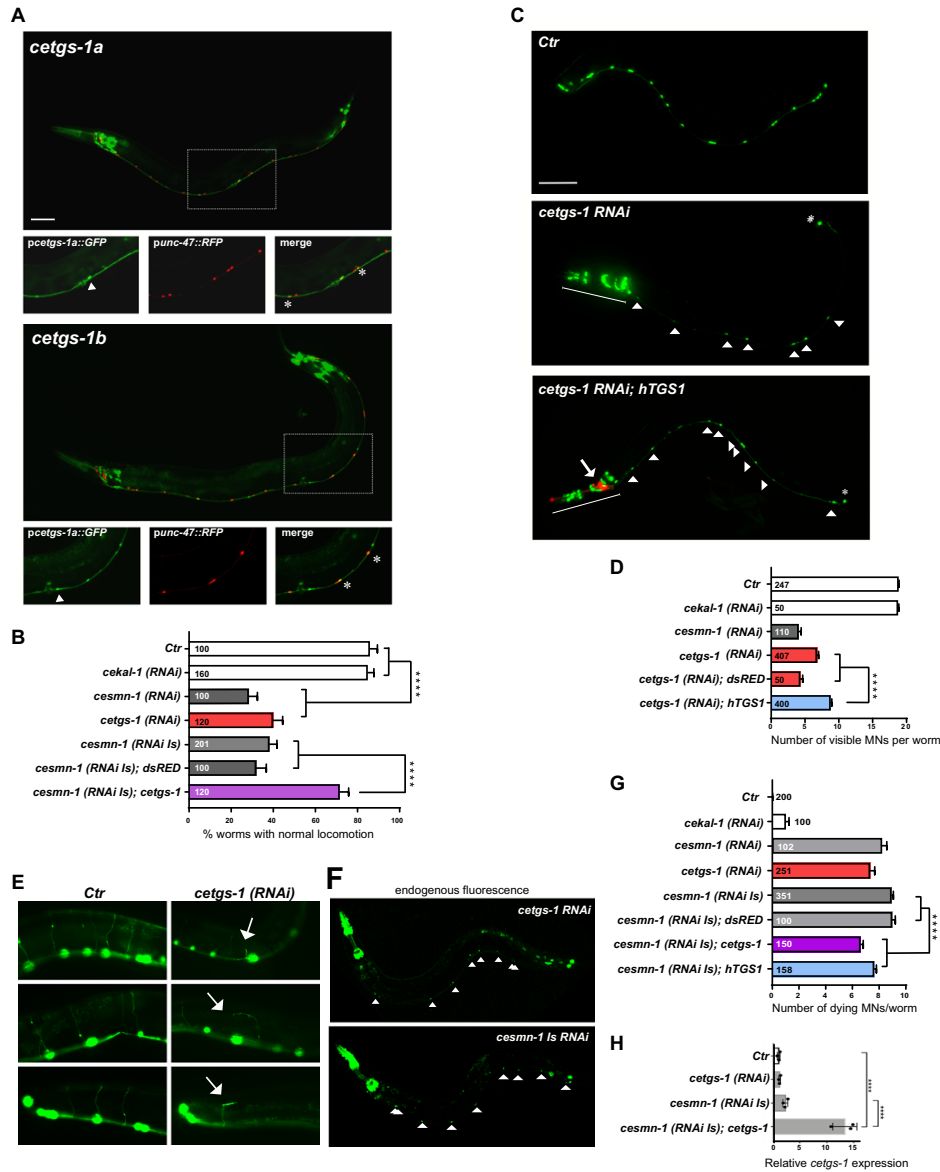 A
cetgs-1a
pcetgs-1a::GFP
punc-47::RFP
merge
*
*
cetgs-1b
pcetgs-1a::GFP
punc-47::RFP
merge
*
*
B
Ctr
100
cekal-1 (RNAi)
160
cesmn-1 (RNAi)
100
cetgs-1 (RNAi)
120
cesmn-1 (RNAi Is)
201
cesmn-1 (RNAi Is); dsRED
100
cesmn-1 (RNAi Is); cetgs-1
120
****
****
0 20 40 60 80 100
% worms with normal locomotion
C
Ctr
cetgs-1 RNAi
*
cetgs-1 RNAi; hTGS1
*
D
Ctr
247
cekal-1 (RNAi)
50
cesmn-1 (RNAi)
110
cetgs-1 (RNAi)
407
cetgs-1 (RNAi); dsRED
50
cetgs-1 (RNAi); hTGS1
400
****
0 5 10 15 20
Number of visible MNs per worm
E
Ctr
cetgs-1 (RNAi)
F
endogenous fluorescence
cetgs-1 RNAi
cesmn-1 Is RNAi
G
Ctr
200
cekal-1 (RNAi)
100
cesmn-1 (RNAi)
102
cetgs-1 (RNAi)
251
cesmn-1 (RNAi Is)
351
cesmn-1 (RNAi Is); dsRED
100
cesmn-1 (RNAi Is); cetgs-1
150
cesmn-1 (RNAi Is); hTGS1
158
****
0 2 4 6 8 10
Number of dying MNs/worm
H
Ctr
cetgs-1 (RNAi)
cesmn-1 (RNAi Is)
cesmn-1 (RNAi Is); cetgs-1
****
****
0 5 10 15
Relative cetgs-1 expression